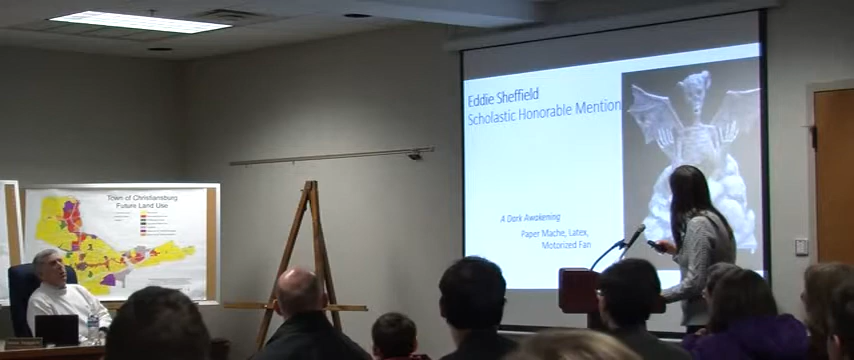 Eddie Sheffield
Scholastic Honorable Mention
A Dark Awakening
Paper Mache, Latex,
Motorized Fan
Town of Christiansburg
Future Land Use